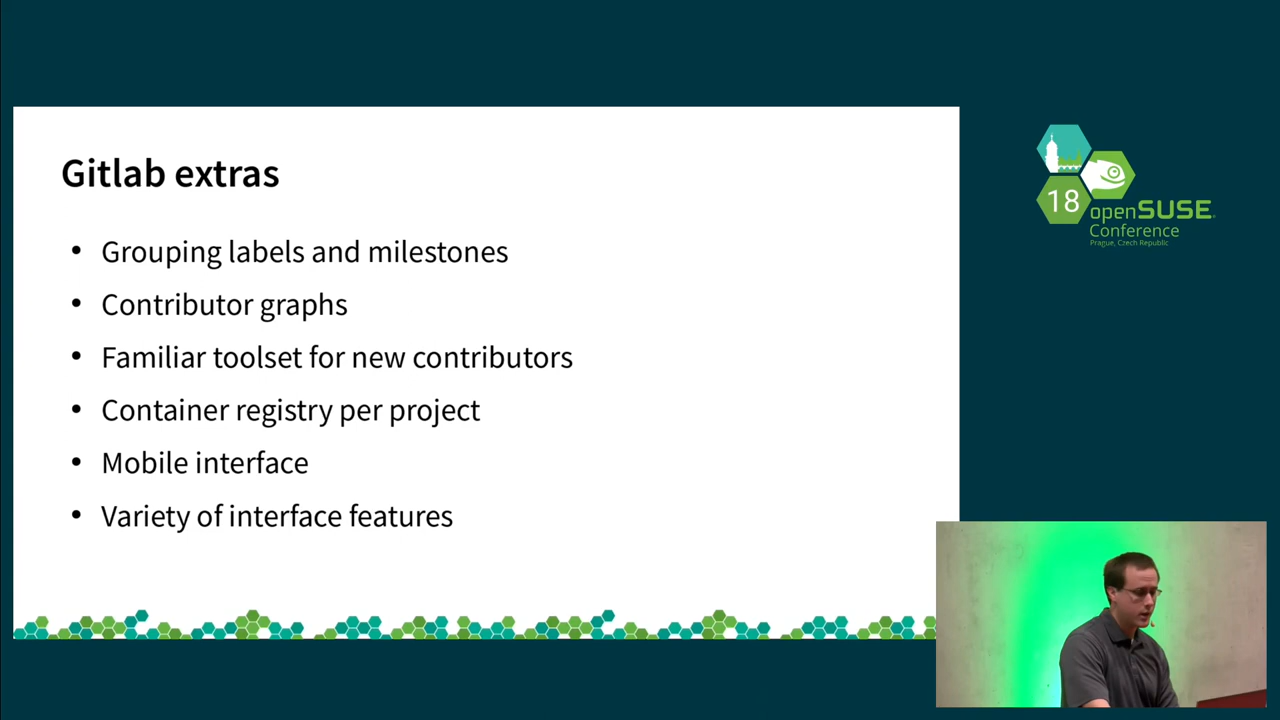 Gitlab extras
• Grouping labels and milestones
• Contributor graphs
• Familiar toolset for new contributors
• Container registry per project
• Mobile interface
• Variety of interface features
18
openSUSE
Conference
Prague, Czech Republic